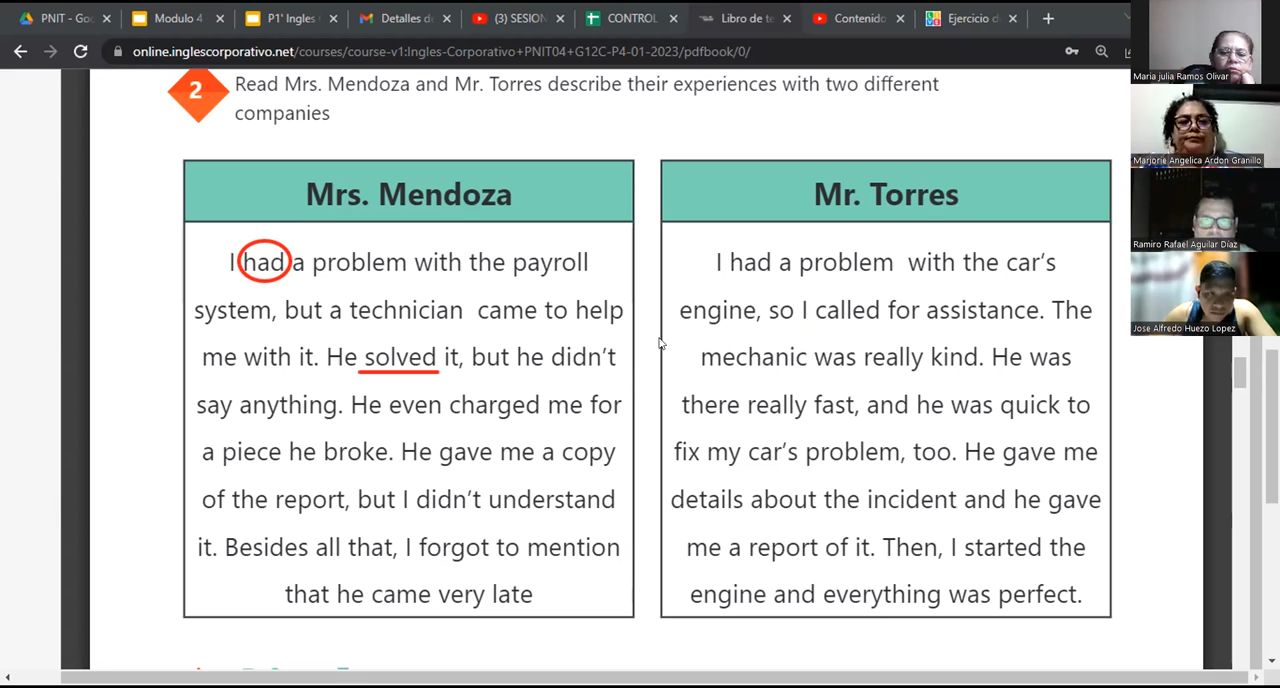 PNIT - Goo
Modulo 4
P1' Ingles
Detalles de
(3) SESION
CONTROL
Libro de te
Contenido
Ejercicio d
online.inglescorporativo.net/courses/course-v1:Ingles-Corporativo+PNIT04+G12C-P4-01-2023/pdfbook/0/
Maria julia Ramos Olivar
Marjorie Angelica Ardon Granillo
Ramiro Rafael Aguilar Díaz
Jose Alfredo Huezo Lopez
2
Read Mrs. Mendoza and Mr. Torres describe their experiences with two different
companies
Mrs. Mendoza
I had a problem with the payroll
system, but a technician came to help
me with it. He solved it, but he didn't
say anything. He even charged me for
a piece he broke. He gave me a copy
of the report, but I didn't understand
it. Besides all that, I forgot to mention
that he came very late
Mr. Torres
I had a problem with the car's
engine, so I called for assistance. The
mechanic was really kind. He was
there really fast, and he was quick to
fix my car's problem, too. He gave me
details about the incident and he gave
me a report of it. Then, I started the
engine and everything was perfect.